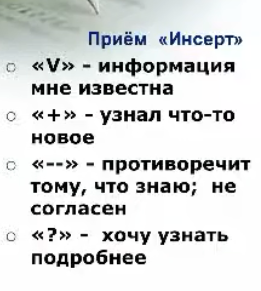 Приём «Инсерт»
○ «V» - информация
мне известна
○ «+» - узнал что-то
новое
○ «--» - противоречит
тому, что знаю; не
согласен
○ «?» - хочу узнать
подробнее